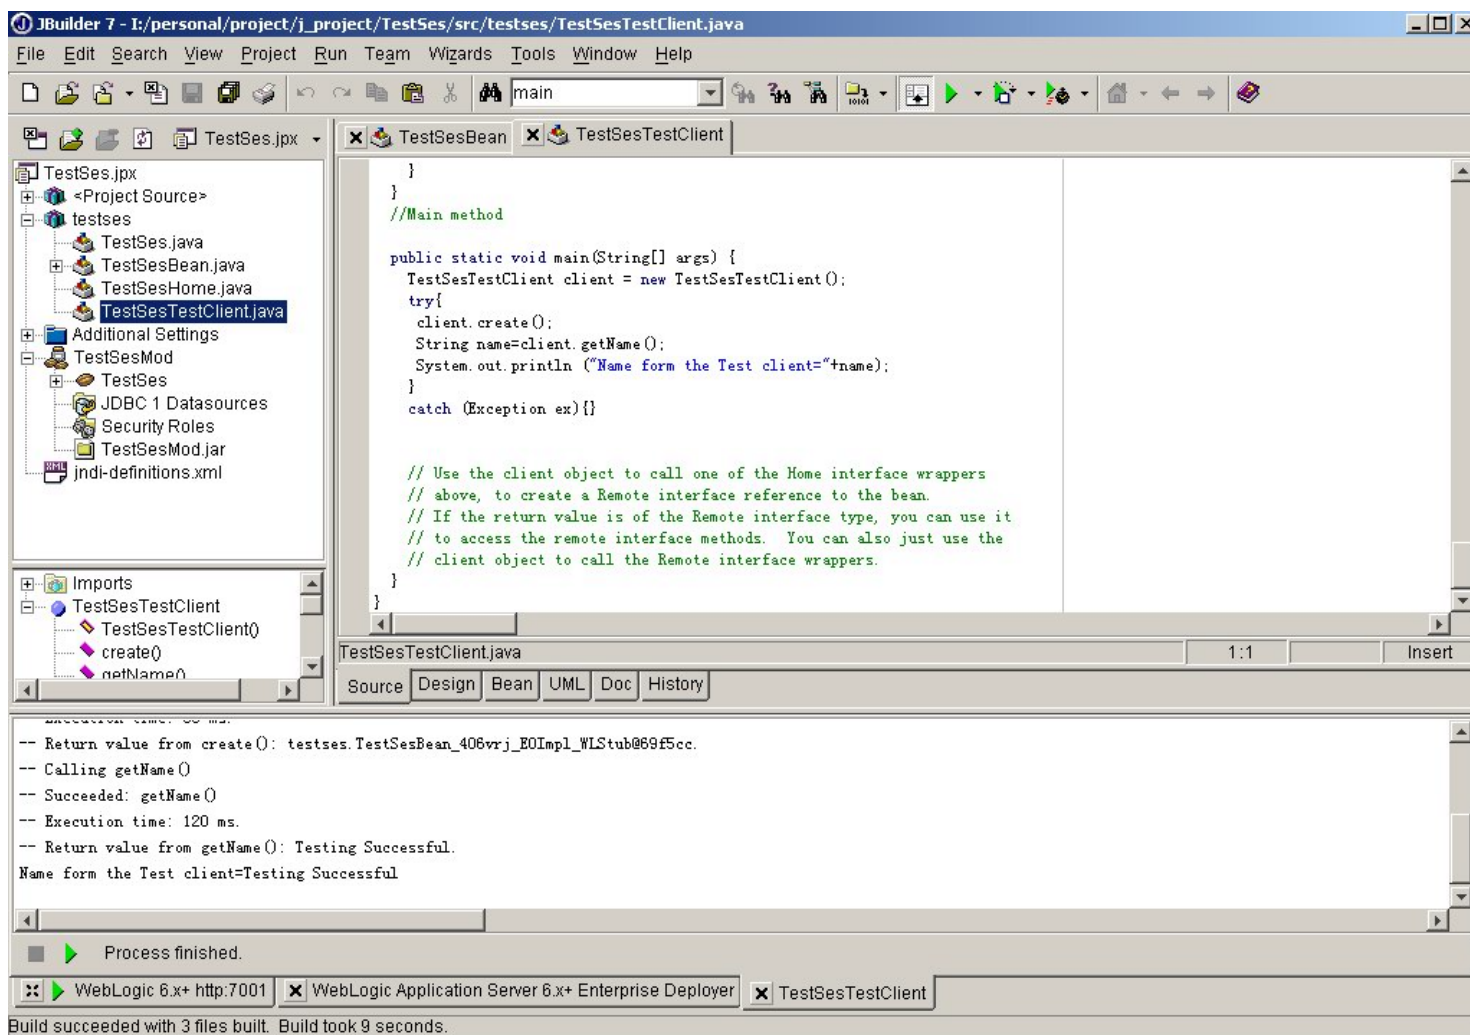 JBuilder 7 - I:/personal/project/j_project/TestSes/src/testses/TestSesTestClient.java
File Edit Search View Project Run Team Wizards Tools Window Help
main
TestSes.jpx
TestSesBean TestSesTestClient
TestSes.jpx
<Project Source>
testses
TestSes.java
TestSesBean.java
TestSesHome.java
TestSesTestClient.java
Additional Settings
TestSesMod
TestSes
JDBC 1 Datasources
Security Roles
TestSesMod.jar
jndi-definitions.xml
Imports
TestSesTestClient
TestSesTestClient()
create()
getName()
}
}
//Main method
public static void main(String[] args) {
TestSesTestClient client = new TestSesTestClient();
try{
client.create();
String name=client.getName();
System.out.println ("Name form the Test client="+name);
}
catch (Exception ex){}
// Use the client object to call one of the Home interface wrappers
// above, to create a Remote interface reference to the bean.
// If the return value is of the Remote interface type, you can use it
// to access the remote interface methods.  You can also just use the
// client object to call the Remote interface wrappers.
}
}
TestSesTestClient.java 1:1 Insert
Source Design Bean UML Doc History
-- Return value from create(): testses.TestSesBean_406vrj_EOImpl_WLStub@69f5cc.
-- Calling getName()
-- Succeeded: getName()
-- Execution time: 120 ms.
-- Return value from getName(): Testing Successful.
Name form the Test client=Testing Successful
Process finished.
WebLogic 6.x+ http:7001 WebLogic Application Server 6.x+ Enterprise Deployer TestSesTestClient
Build succeeded with 3 files built. Build took 9 seconds.